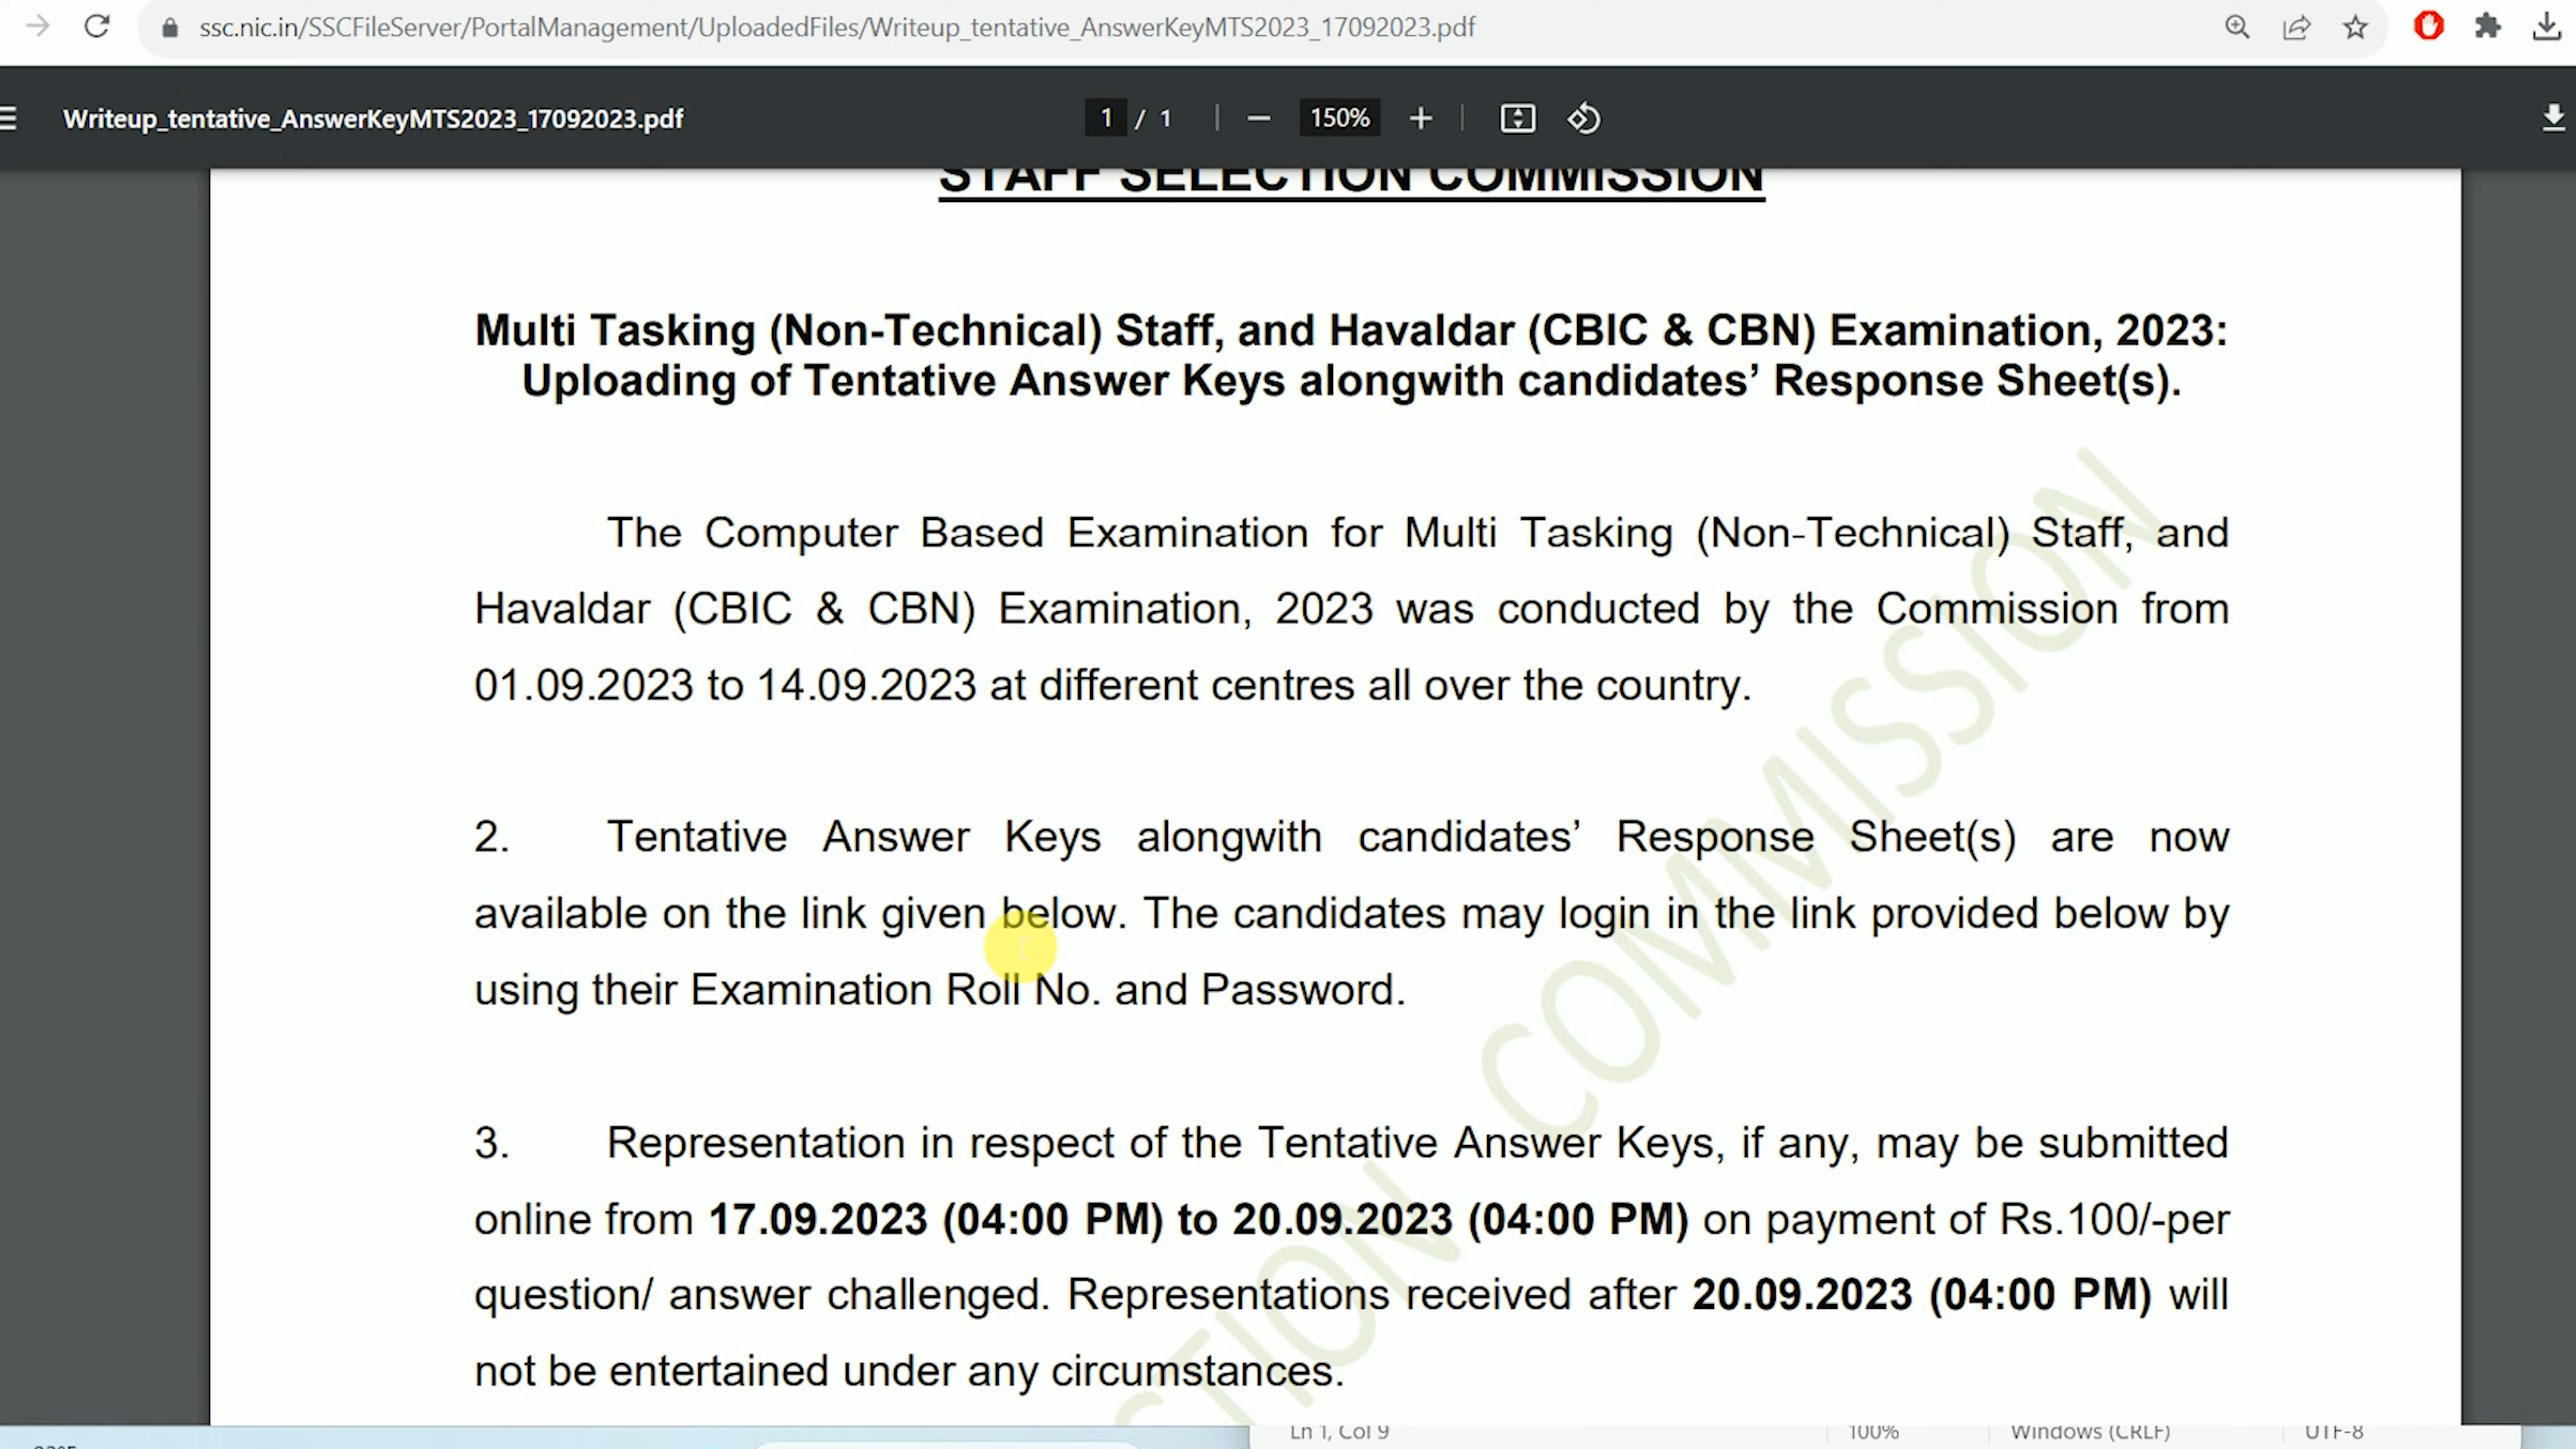 ssc.nic.in/SSCFileServer/PortalManagement/UploadedFiles/Writeup_tentative_AnswerKeyMTS2023_17092023.pdf
Writeup_tentative_AnswerKeyMTS2023_17092023.pdf
1 / 1
150%
STAFF SELECTION COMMISSION
Multi Tasking (Non-Technical) Staff, and Havaldar (CBIC & CBN) Examination, 2023:
Uploading of Tentative Answer Keys alongwith candidates’ Response Sheet(s).
The Computer Based Examination for Multi Tasking (Non-Technical) Staff, and
Havaldar (CBIC & CBN) Examination, 2023 was conducted by the Commission from
01.09.2023 to 14.09.2023 at different centres all over the country.
2. Tentative Answer Keys alongwith candidates’ Response Sheet(s) are now
available on the link given below. The candidates may login in the link provided below by
using their Examination Roll No. and Password.
3. Representation in respect of the Tentative Answer Keys, if any, may be submitted
online from 17.09.2023 (04:00 PM) to 20.09.2023 (04:00 PM) on payment of Rs.100/-per
question/ answer challenged. Representations received after 20.09.2023 (04:00 PM) will
not be entertained under any circumstances.
COMMISSION
Ln 1, Col 9
100%
Windows (CRLF)
UTF-8